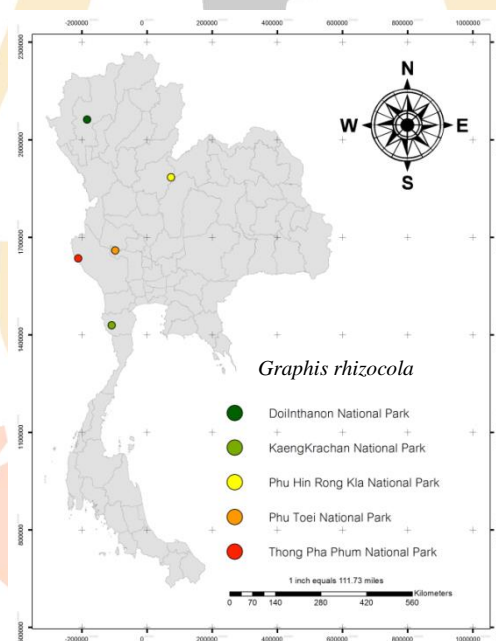 -200000 0 200000 400000 600000 800000 1000000
2300000
N
W E
S
2000000
1700000
1400000
1100000
800000
Graphis rhizocola
DoiInthanon National Park
KaengKrachan National Park
Phu Hin Rong Kla National Park
Phu Toei National Park
Thong Pha Phum National Park
1 inch equals 111.73 miles
Kilometers
0 70 140 280 420 560
-200000 0 200000 400000 600000 800000 1000000